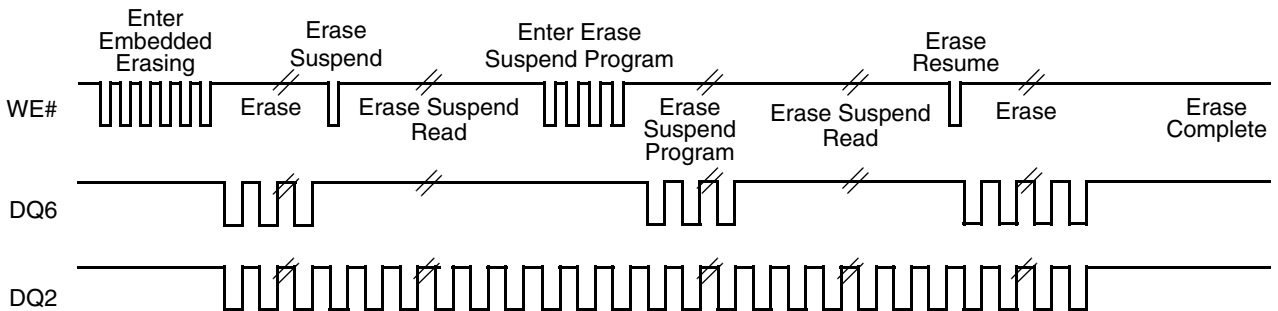 Enter
Embedded
Erasing
Erase
Suspend
Enter Erase
Suspend Program
Erase
Resume
WE#
Erase
Erase Suspend
Read
Erase
Suspend
Program
Erase Suspend
Read
Erase
Erase
Complete
DQ6
DQ2